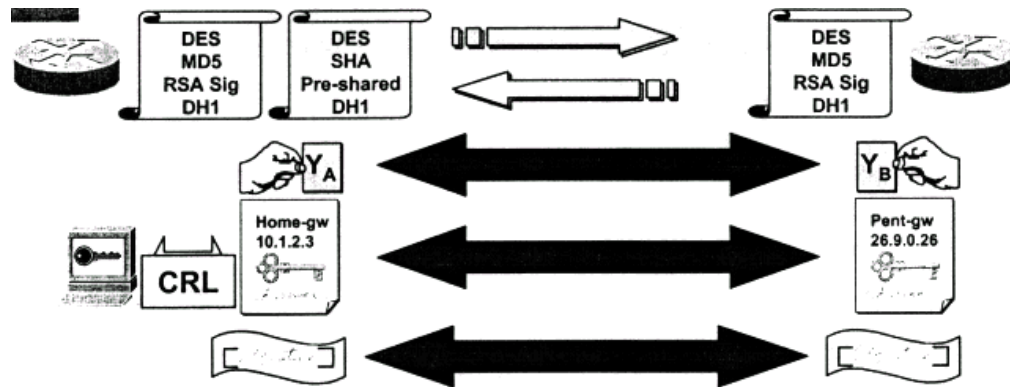 DES
MD5
RSA Sig
DH1
DES
SHA
Pre-shared
DH1
DES
MD5
RSA Sig
DH1
YA
YB
Home-gw
10.1.2.3
Pent-gw
26.9.0.26
CRL